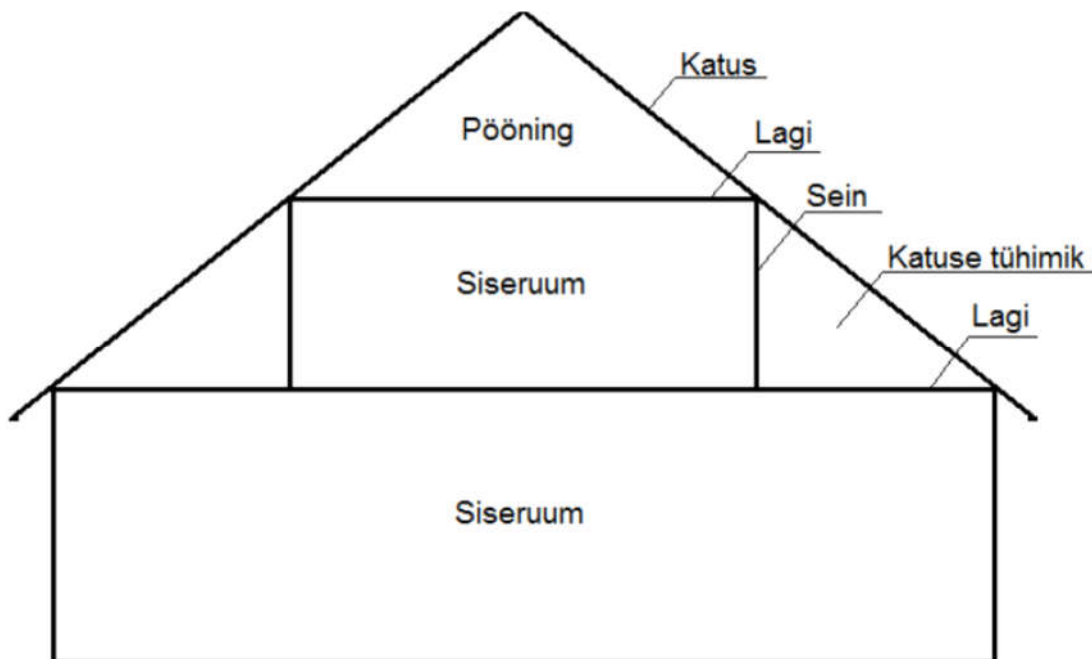 Katus
Pööning
Lagi
Sein
Katuse tühimik
Siseruum
Lagi
Siseruum